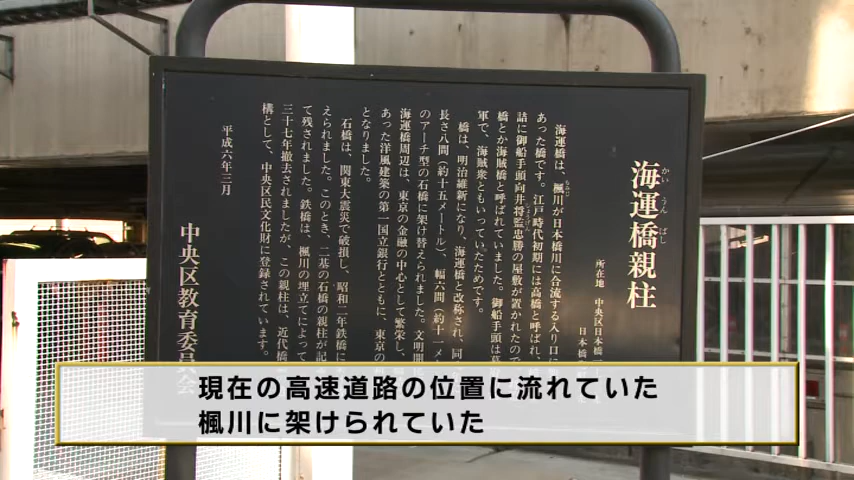 海運橋親柱
かいうんばし
所在地 中央区日本橋
日本橋
海運橋は、楓川が日本橋川に合流する入り口に
あった橋です。江戸時代初期には高橋と呼ばれ、
詰に御船手頭向井将監忠勝の屋敷が置かれたので
橋とか海賊橋と呼ばれていました。御船手頭は
軍で、海賊衆ともいっていたためです。
橋は、明治維新になり、海運橋と改称され、同
長さ八間(約十五メートル)、幅六間(約十一メ
のアーチ型の石橋に架け替えられました。文明開
海運橋周辺は、東京の金融の中心として繁栄し、
あった洋風建築の第一国立銀行とともに、東京の
となりました。
石橋は、関東大震災で破損し、昭和二年鉄橋に
えられました。このとき、二基の石橋の親柱が記
て残されました。鉄橋は、楓川の埋立てによって
三十七年撤去されましたが、この親柱は、近代橋
構として、中央区民文化財に登録されています。
平成六年三月
中央区教育委員会
現在の高速道路の位置に流れていた
楓川に架けられていた